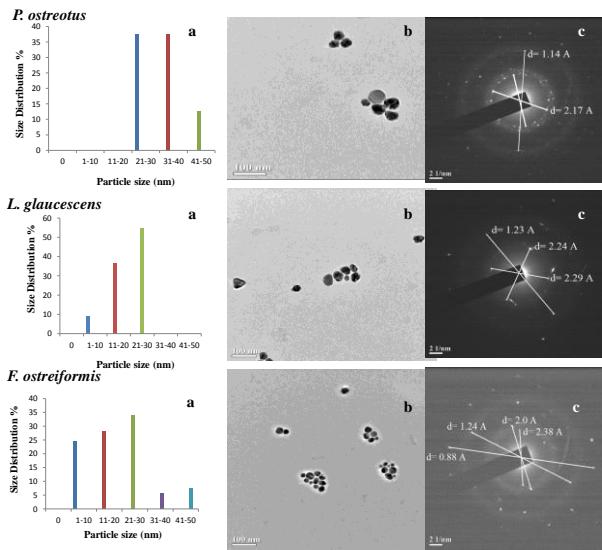 P. ostreotus
a
40
35
30
25
20
15
10
5
0
Size Distribution %
0 1-10 11-20 21-30 31-40 41-50
Particle size (nm)
b
100 nm
c
d= 1.14 A
d= 2.17 A
2 1/nm
L. glaucescens
a
60
50
40
30
20
10
0
Size Distribution %
0 1-10 11-20 21-30 31-40 41-50
Particle size (nm)
b
100 nm
c
d= 1.23 A
d= 2.24 A
d= 2.29 A
2 1/nm
F. ostreiformis
a
40
35
30
25
20
15
10
5
0
Size Distribution %
0 1-10 11-20 21-30 31-40 41-50
Particle size (nm)
b
100 nm
c
d= 1.24 A
d= 2.0 A
d= 2.38 A
d= 0.88 A
2 1/nm